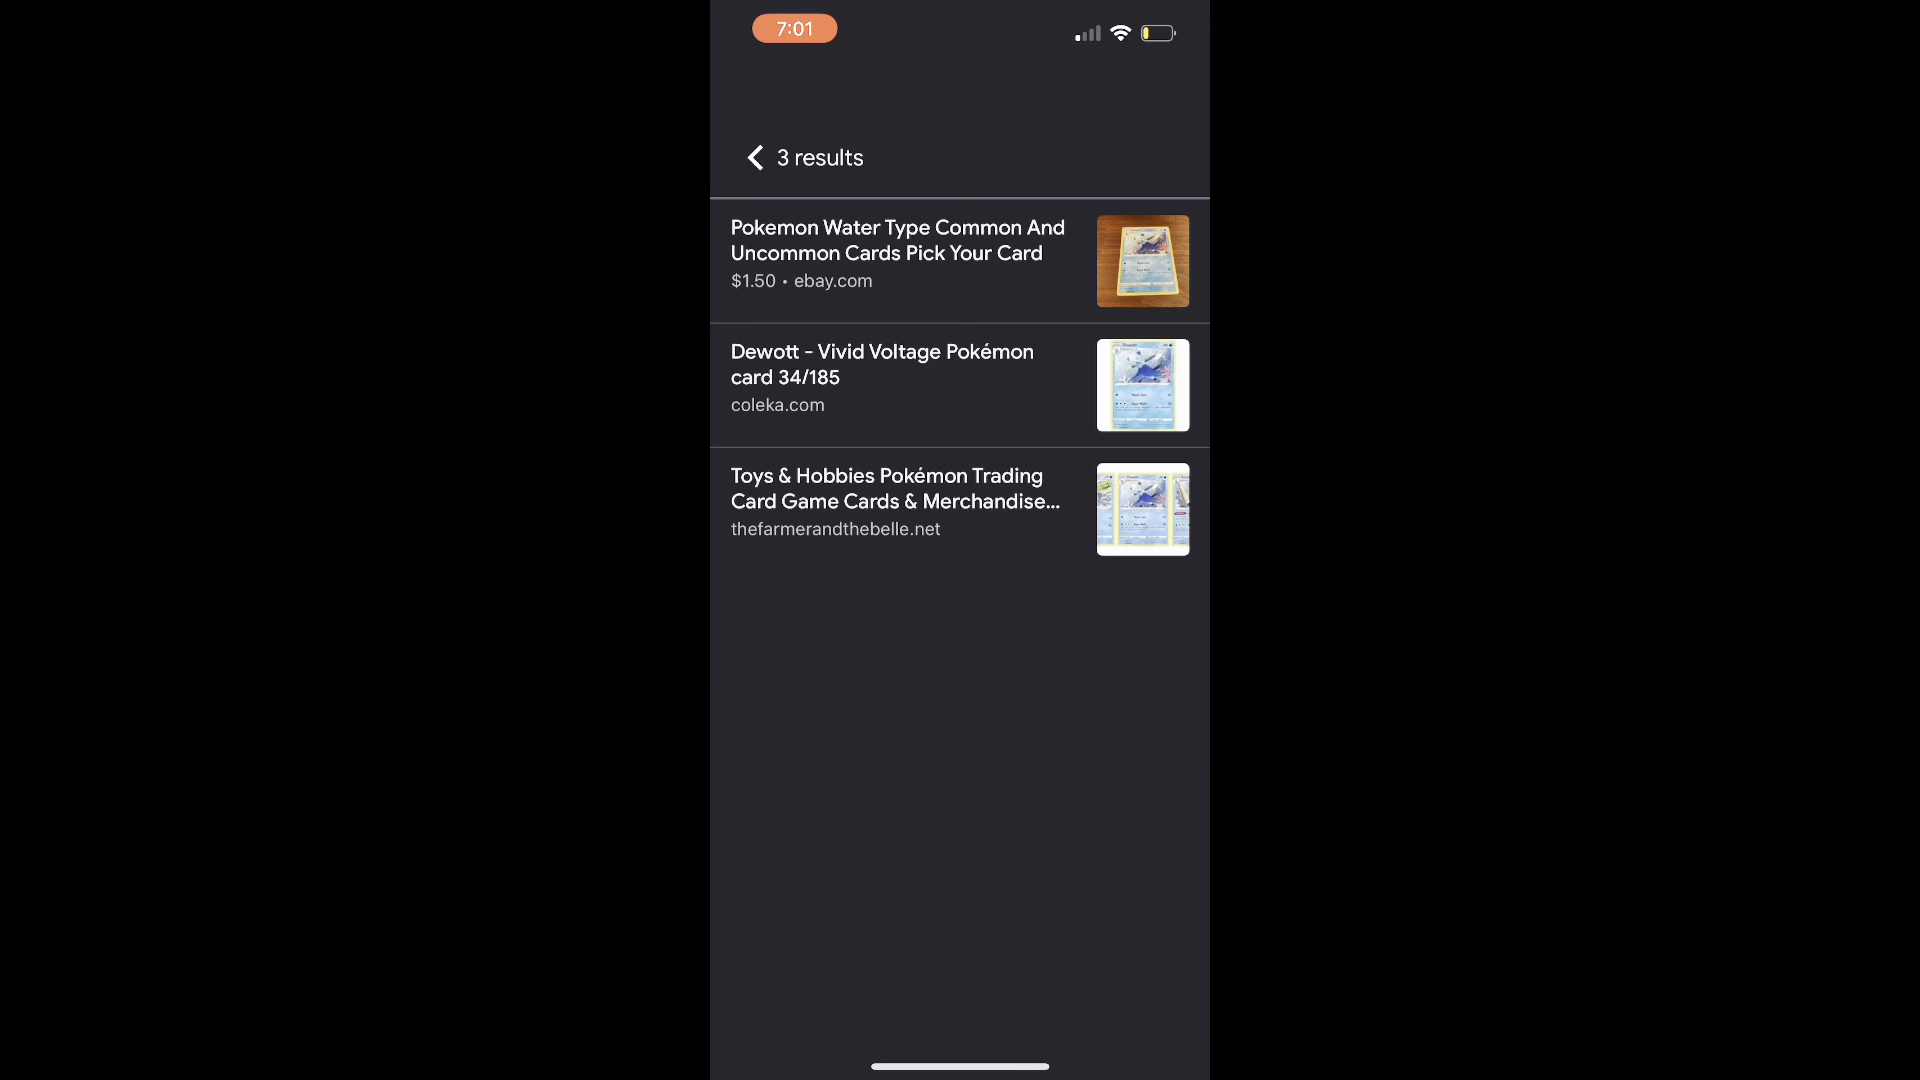 7:01
3 results
Pokemon Water Type Common And
Uncommon Cards Pick Your Card
$1.50 • ebay.com
Dewott - Vivid Voltage Pokémon
card 34/185
coleka.com
Toys & Hobbies Pokémon Trading
Card Game Cards & Merchandise...
thefarmerandthebelle.net